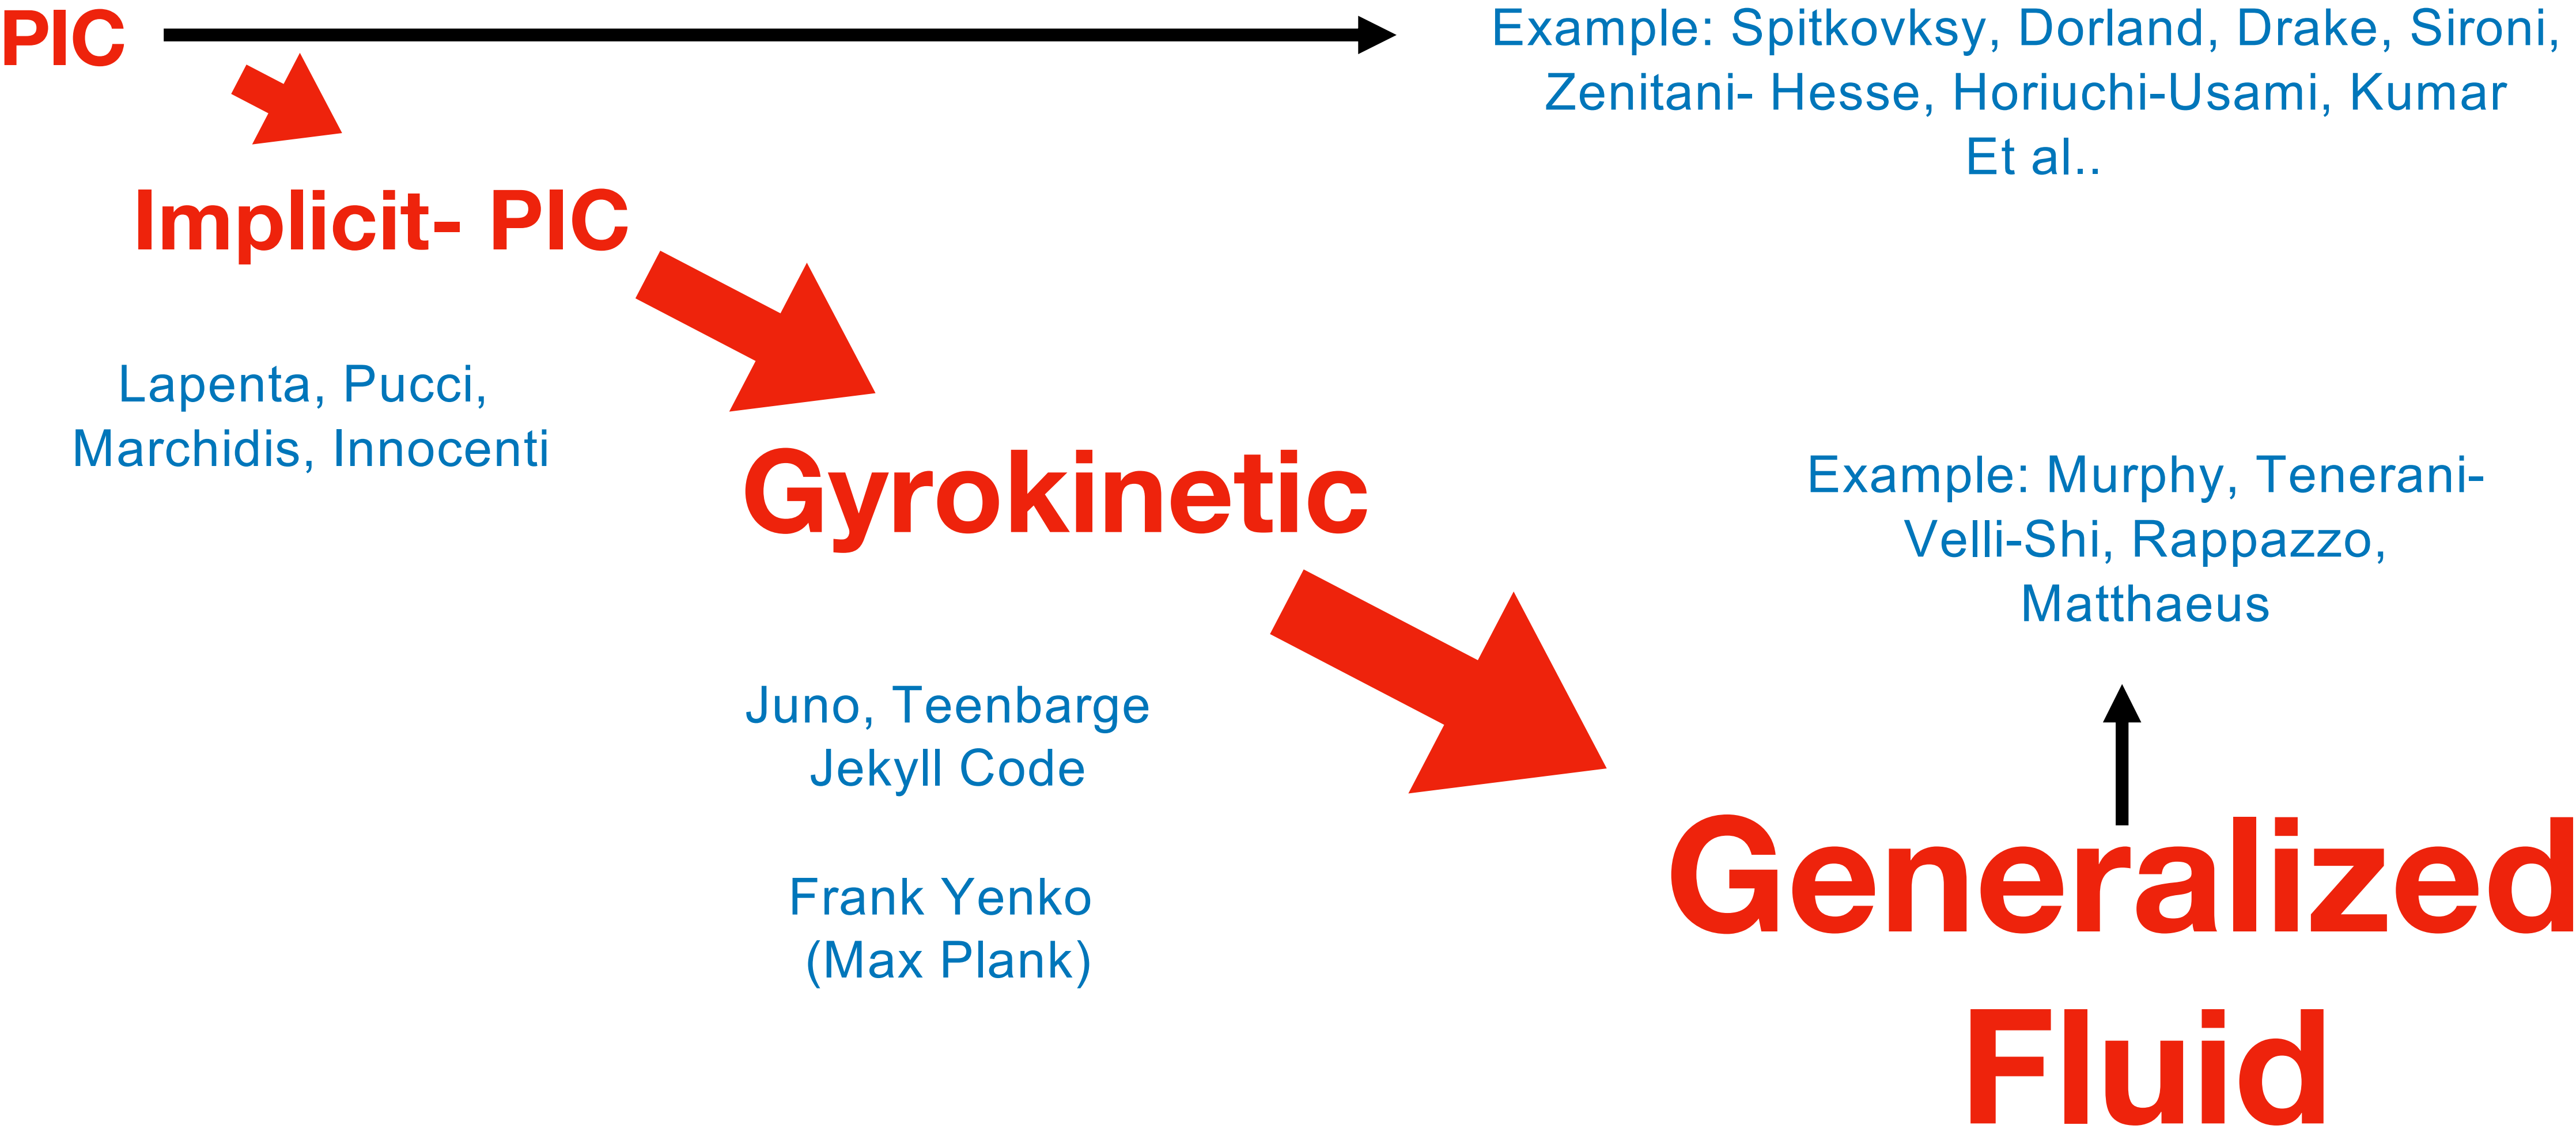 PIC
Example: Spitkovksy, Dorland, Drake, Sironi,
Zenitani- Hesse, Horiuchi-Usami, Kumar
Et al..
Implicit- PIC
Lapenta, Pucci,
Marchidis, Innocenti
Gyrokinetic
Juno, Teenbarge
Jekyll Code
Frank Yenko
(Max Plank)
Example: Murphy, Tenerani-
Velli-Shi, Rappazzo,
Matthaeus
Generalized
Fluid